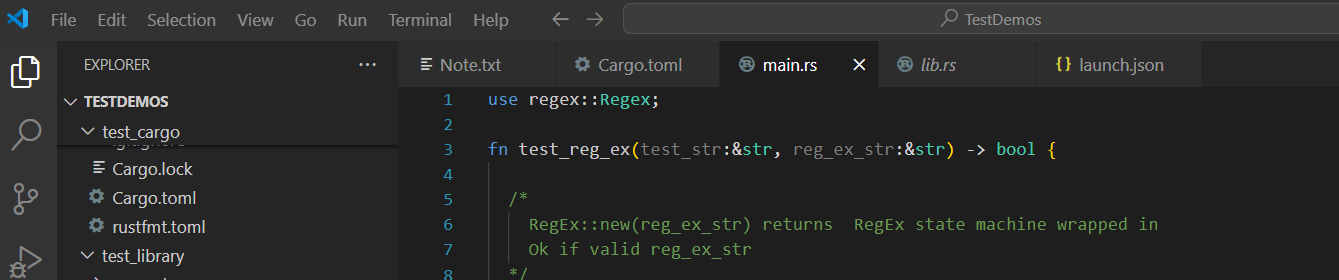 File Edit Selection View Go Run Terminal Help TestDemos
EXPLORER ...
Note.txt Cargo.toml main.rs lib.rs {} launch.json
TESTDEMOS
test_cargo
Cargo.lock
Cargo.toml
rustfmt.toml
test_library
1 use regex::Regex;
2
3 fn test_reg_ex(test_str:&str, reg_ex_str:&str) -> bool {
4
5 /*
6 RegEx::new(reg_ex_str) returns  RegEx state machine wrapped in
7 Ok if valid reg_ex_str
8 */